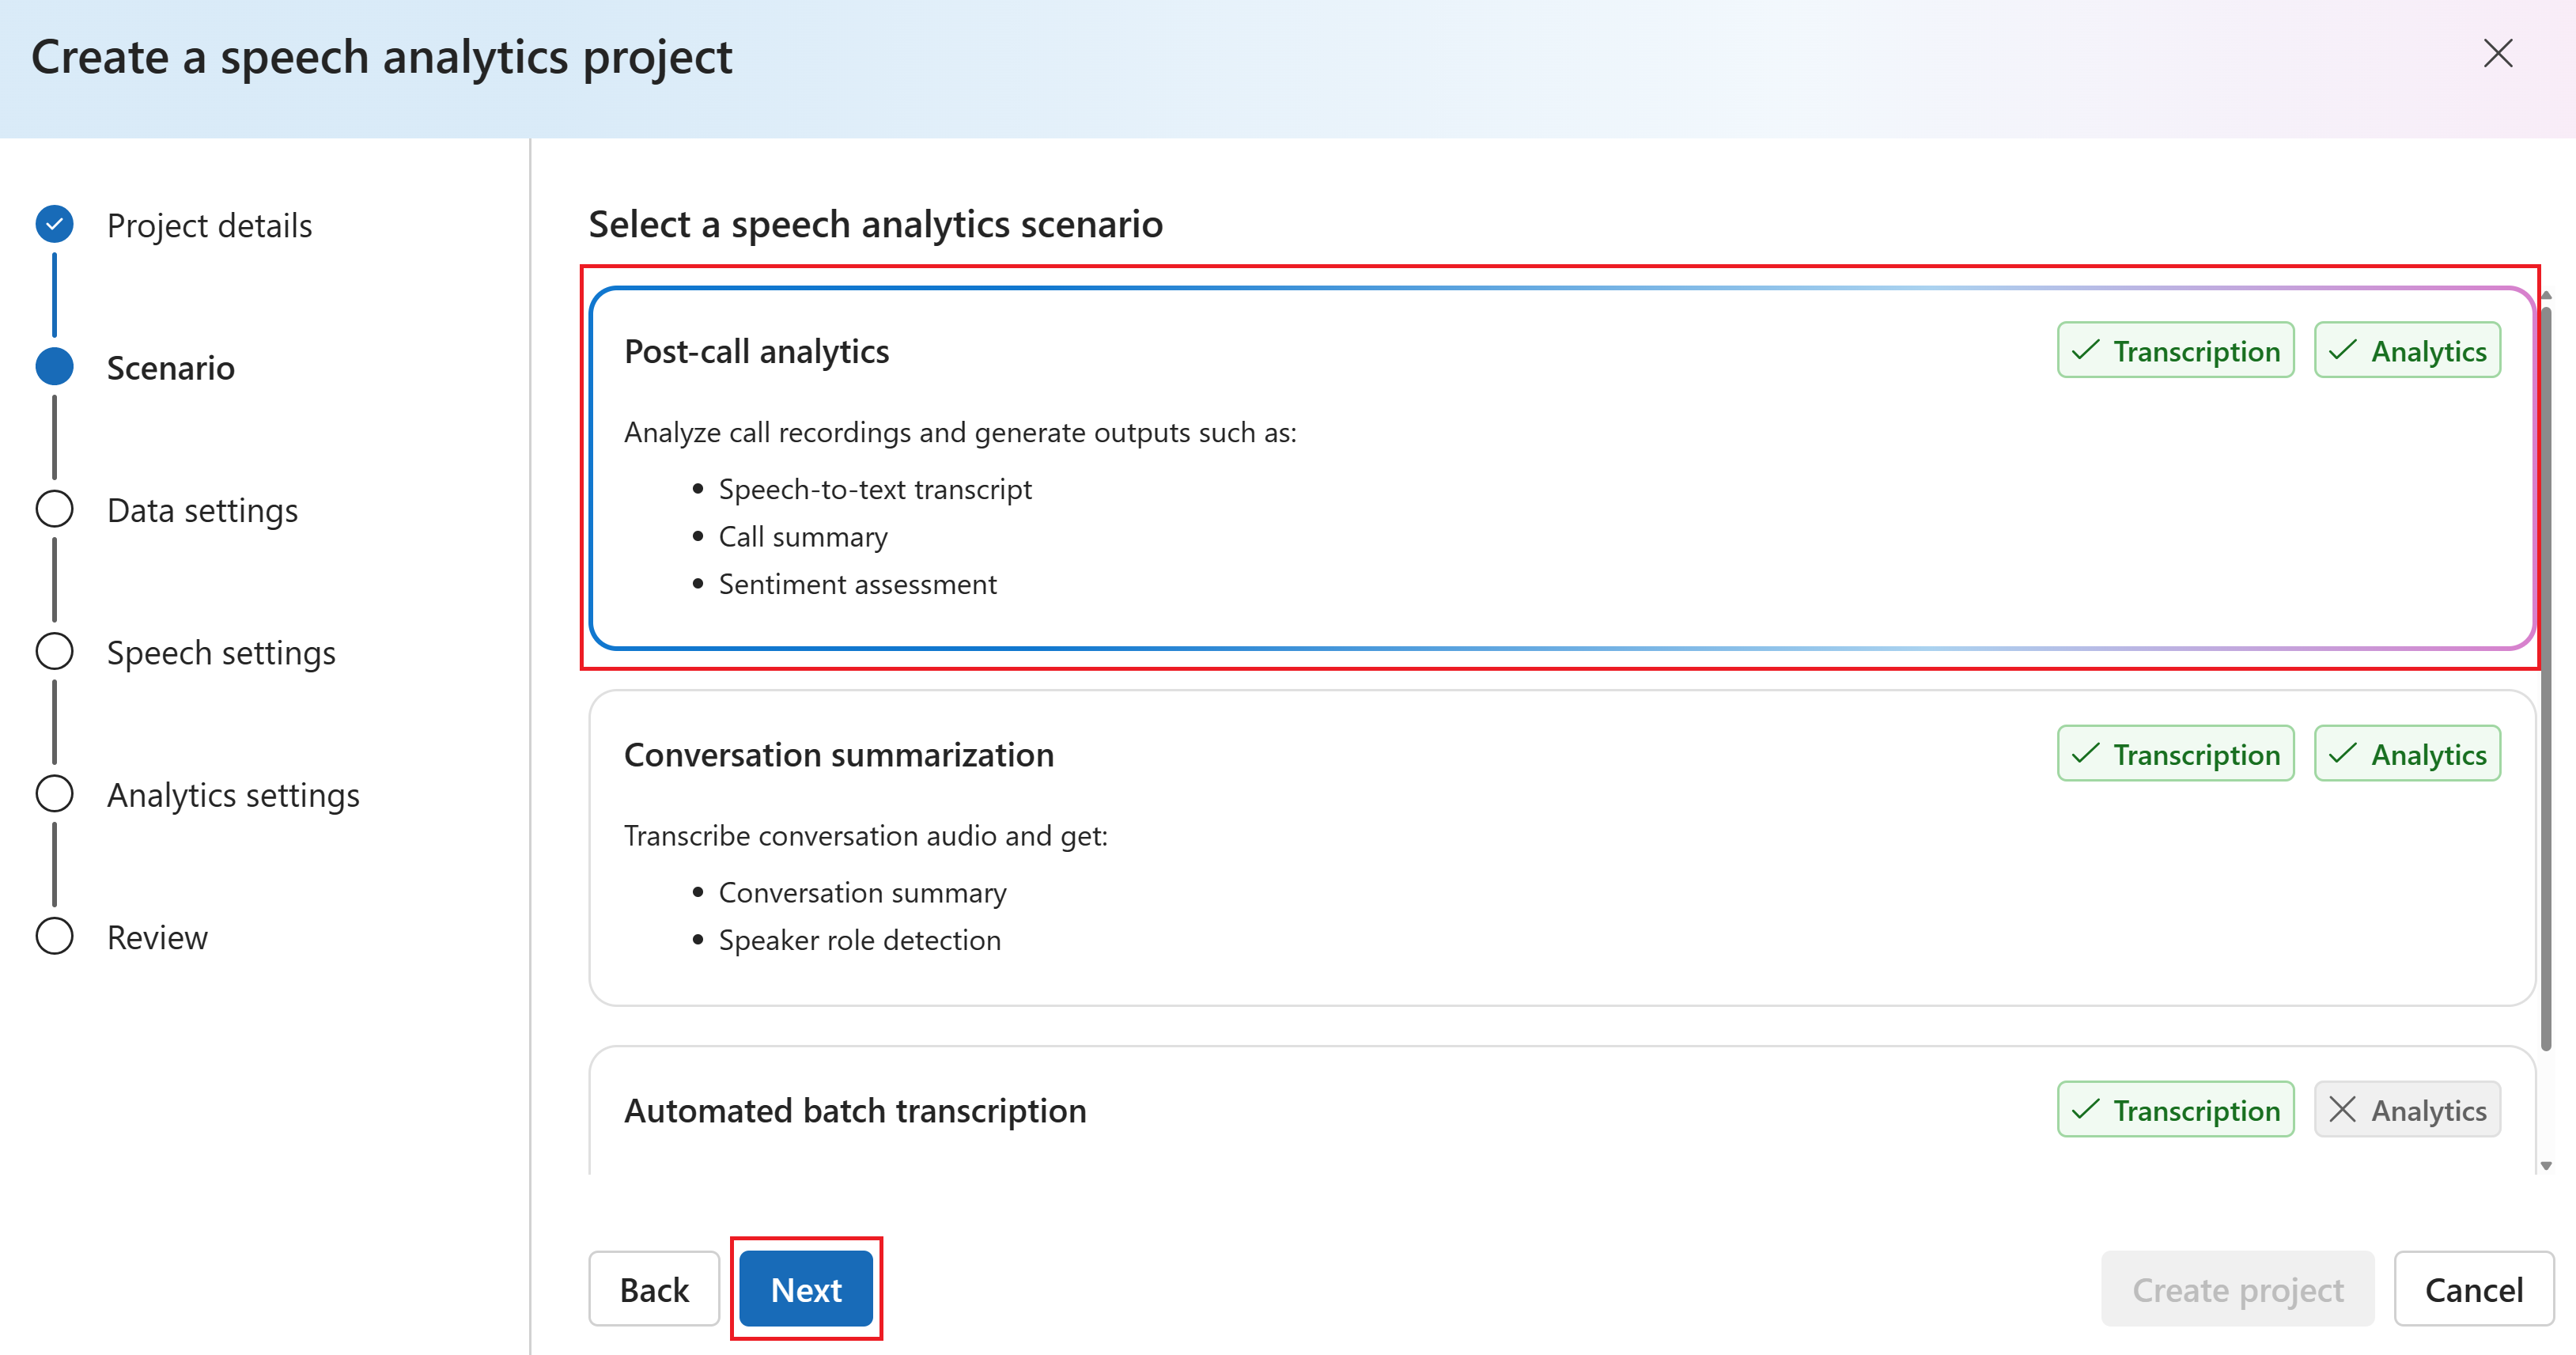 Create a speech analytics project
Project details
Scenario
Data settings
Speech settings
Analytics settings
Review
Select a speech analytics scenario
Post-call analytics
Transcription
Analytics
Analyze call recordings and generate outputs such as:
Speech-to-text transcript
Call summary
Sentiment assessment
Conversation summarization
Transcription
Analytics
Transcribe conversation audio and get:
Conversation summary
Speaker role detection
Automated batch transcription
Transcription
Analytics
Back
Next
Create project
Cancel